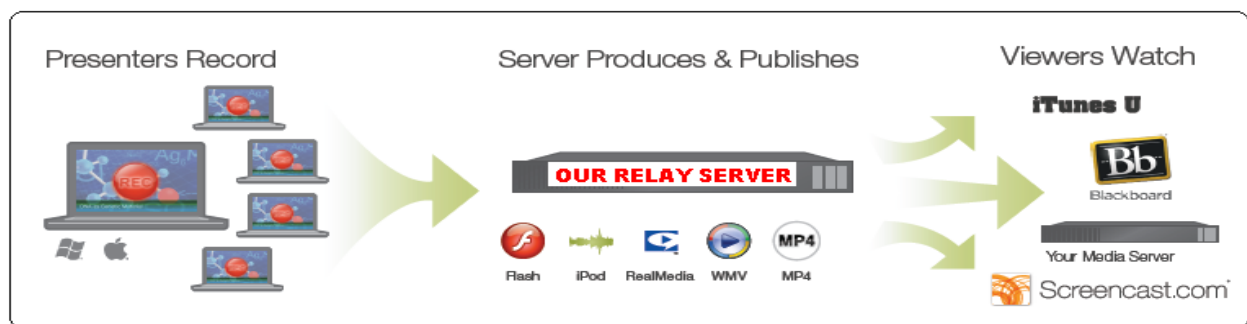 Presenters Record
REC
Server Produces & Publishes
OUR RELAY SERVER
Flash
iPod
RealMedia
WMV
MP4
MP4
Viewers Watch
iTunes U
Bb
Blackboard
Your Media Server
Screencast.com